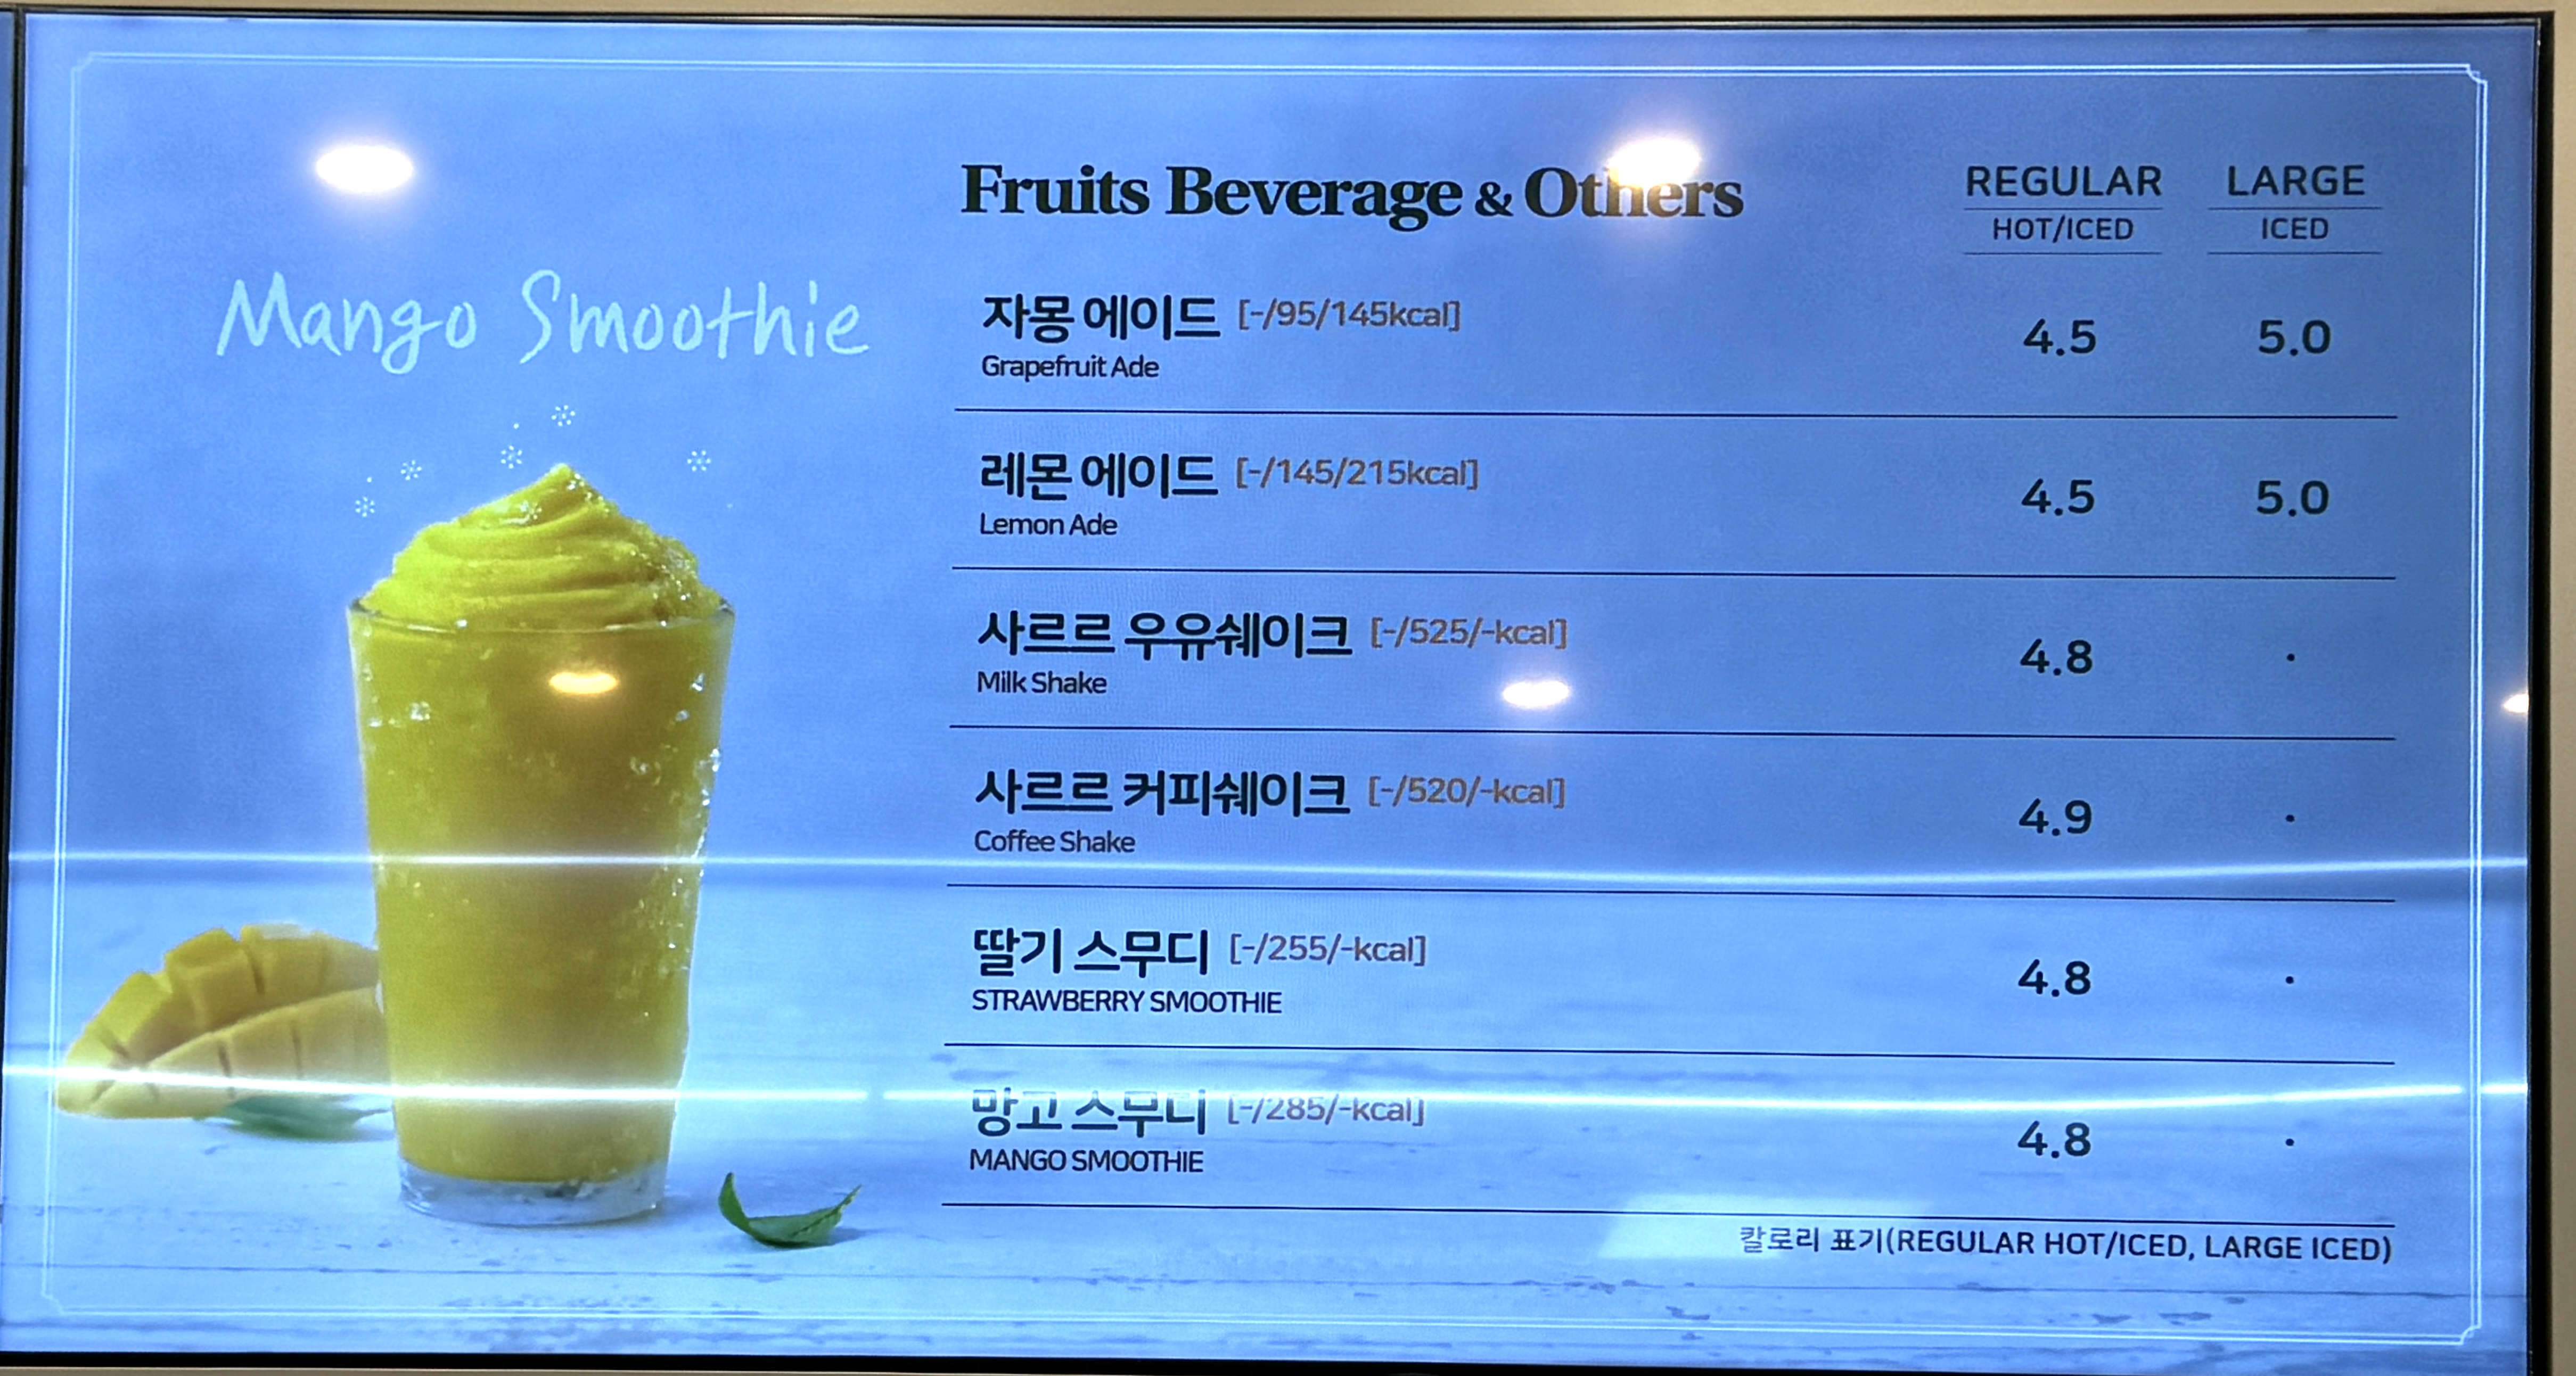 Mango Smoothie
Fruits Beverage & Others
REGULAR
HOT/ICED
LARGE
ICED
자몽 에이드 [-/95/145kcal]
Grapefruit Ade
4.5
5.0
레몬 에이드 [-/145/215kcal]
Lemon Ade
4.5
5.0
사르르 우유쉐이크 [-/525/-kcal]
Milk Shake
4.8
·
사르르 커피쉐이크 [-/520/-kcal]
Coffee Shake
4.9
·
딸기 스무디 [-/255/-kcal]
STRAWBERRY SMOOTHIE
4.8
·
망고 스무디 [-/285/-kcal]
MANGO SMOOTHIE
4.8
·
칼로리 표기(REGULAR HOT/ICED, LARGE ICED)